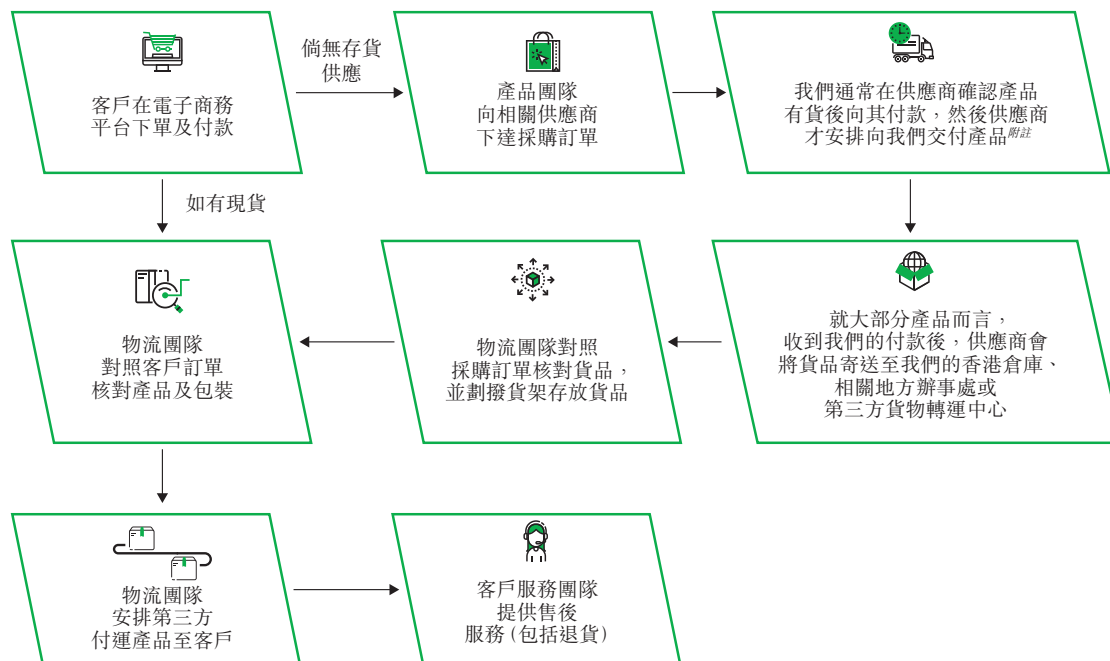 客戶在電子商務
平台下單及付款
倘無存貨
供應
產品團隊
向相關供應商
下達採購訂單
我們通常在供應商確認產品
有貨後向其付款，然後供應商
才安排向我們交付產品附註
如有現貨
就大部分產品而言，
收到我們的付款後，供應商會
將貨品寄送至我們的香港倉庫、
相關地方辦事處或
第三方貨物轉運中心
物流團隊對照
採購訂單核對貨品，
並劃撥貨架存放貨品
物流團隊
對照客戶訂單
核對產品及包裝
物流團隊
安排第三方
付運產品至客戶
客戶服務團隊
提供售後
服務（包括退貨）